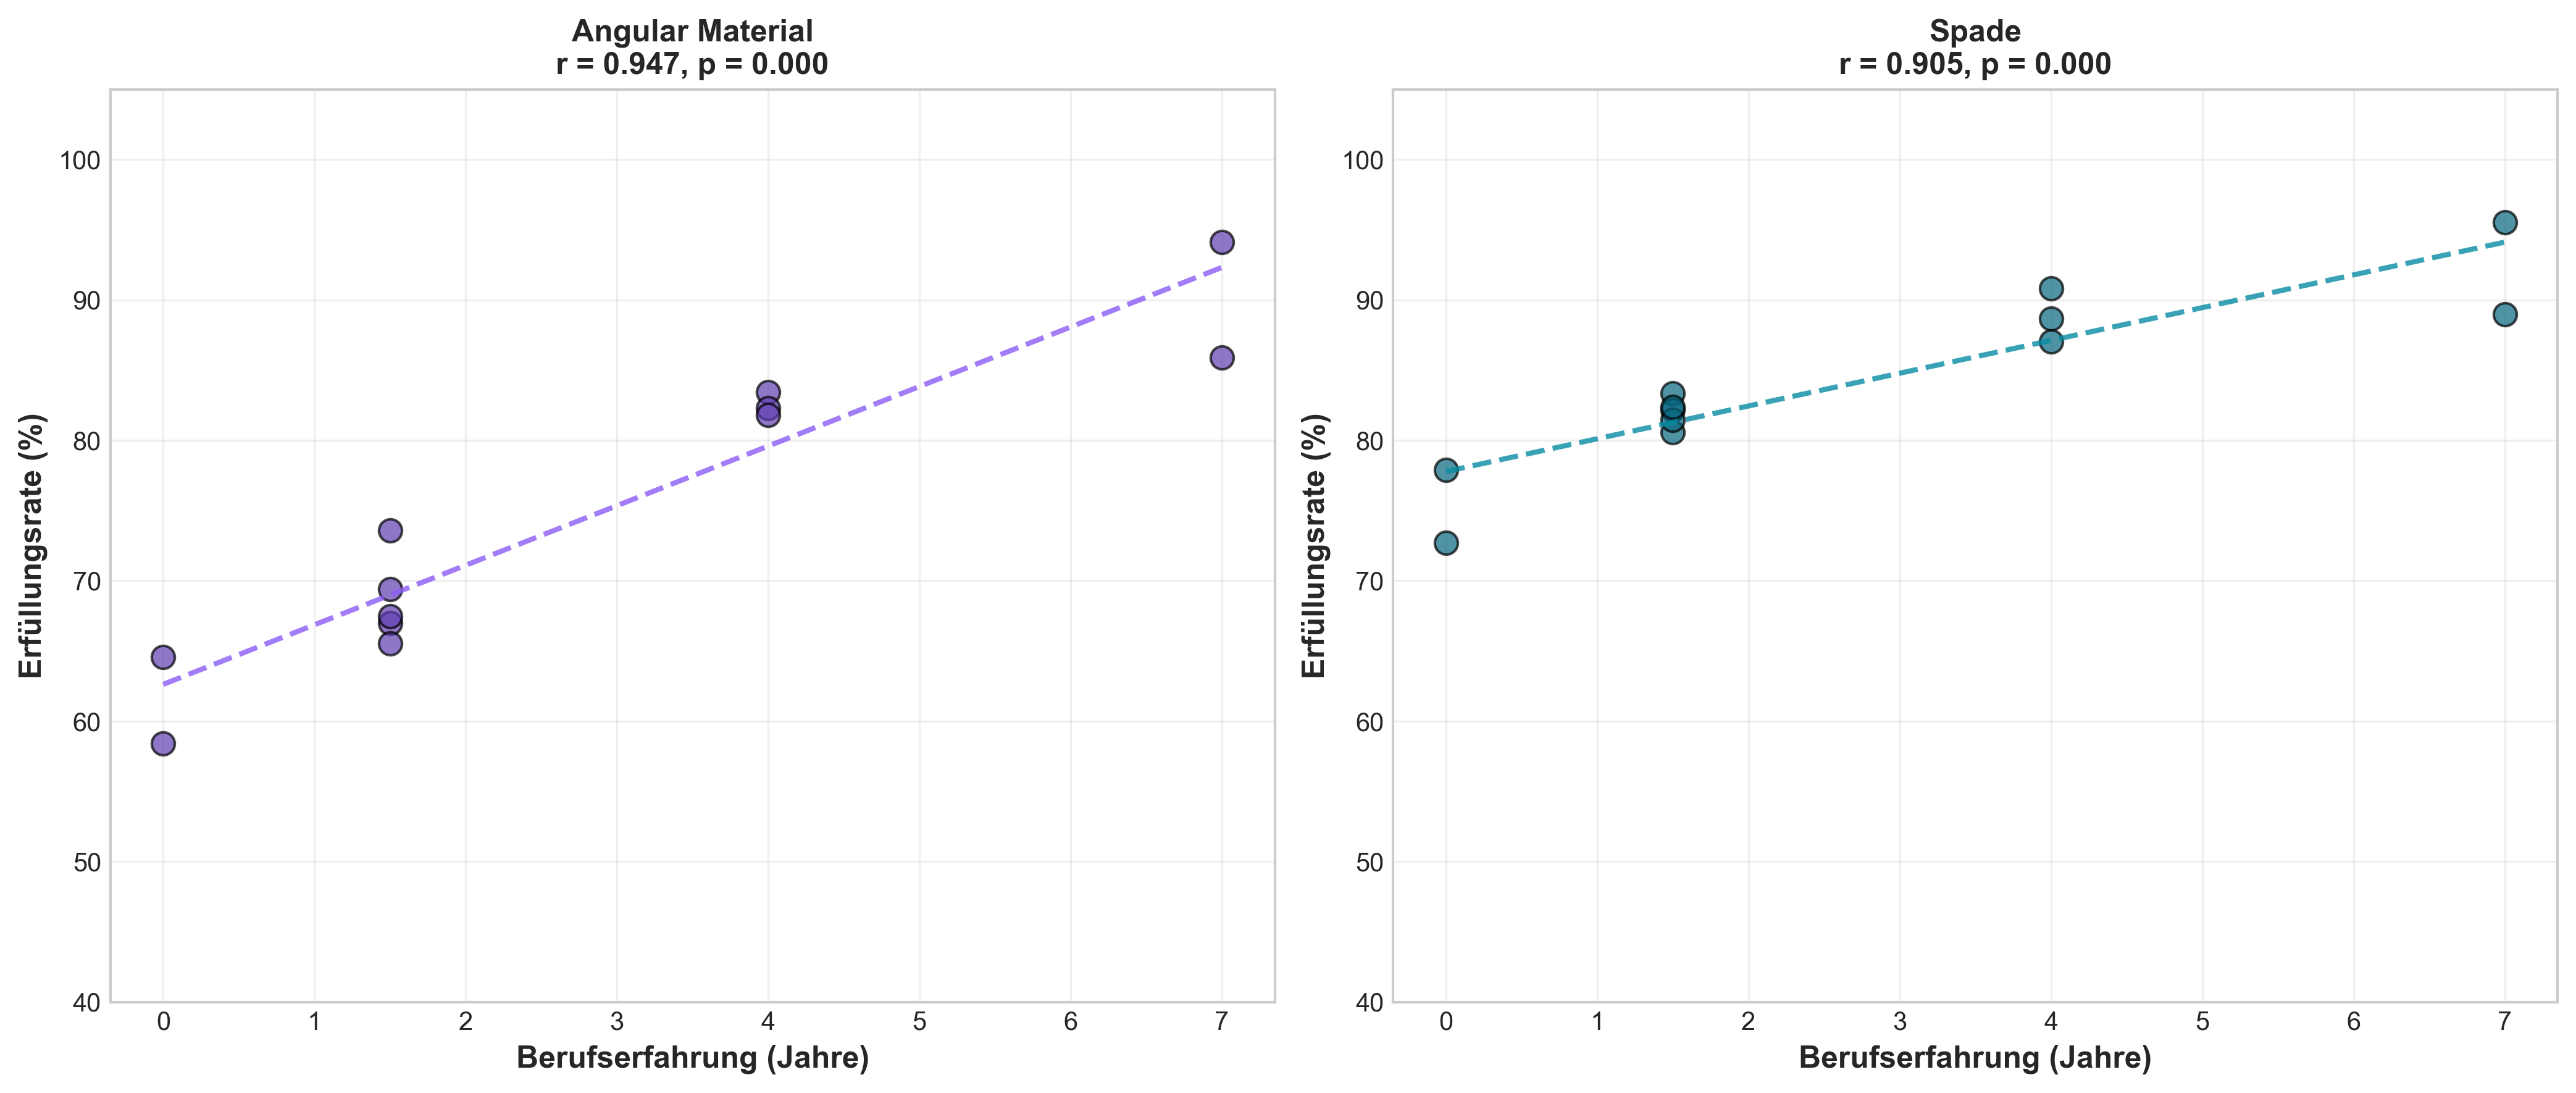 Angular Material
r = 0.947, p = 0.000
Erfüllungsrate (%)
100
90
80
70
60
50
40
0 1 2 3 4 5 6 7
Berufserfahrung (Jahre)
Spade
r = 0.905, p = 0.000
Erfüllungsrate (%)
100
90
80
70
60
50
40
0 1 2 3 4 5 6 7
Berufserfahrung (Jahre)